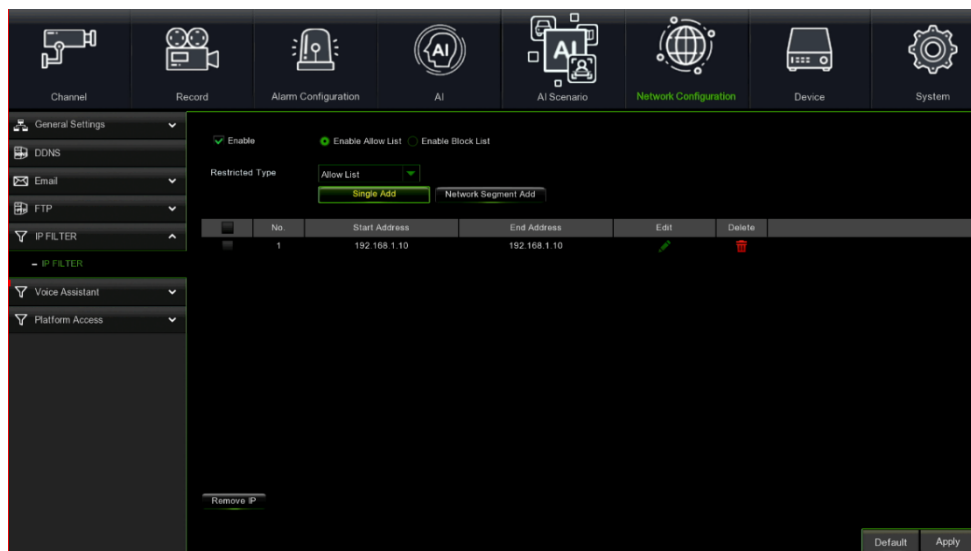 AI
AI
Channel
Record
Alarm Configuration
AI
AI Scenario
Network Configuration
Device
System
General Settings
DDNS
Email
FTP
IP FILTER
– IP FILTER
Voice Assistant
Platform Access
Enable
Enable Allow List
Enable Block List
Restricted Type
Allow List
Single Add
Network Segment Add
No. Start Address End Address Edit Delete
1 192.168.1.10 192.168.1.10
Remove IP
Default
Apply